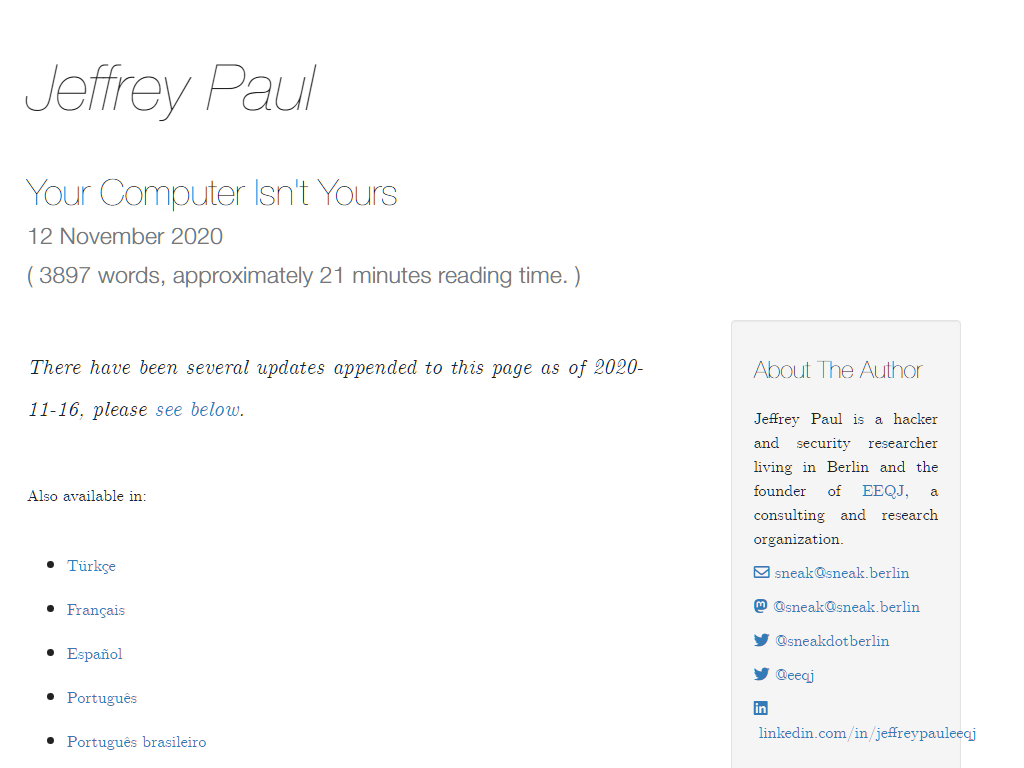 Jeffrey Paul
Your Computer Isn't Yours
12 November 2020
( 3897 words, approximately 21 minutes reading time. )
There have been several updates appended to this page as of 2020-
11-16, please see below.
Also available in:
Türkçe
Français
Español
Português
Português brasileiro
About The Author
Jeffrey Paul is a hacker
and security researcher
living in Berlin and the
founder of EEQJ, a
consulting and research
organization.
sneak@sneak.berlin
@sneak@sneak.berlin
@sneakdotberlin
@eeqj
linkedin.com/in/jeffreypauleeqj